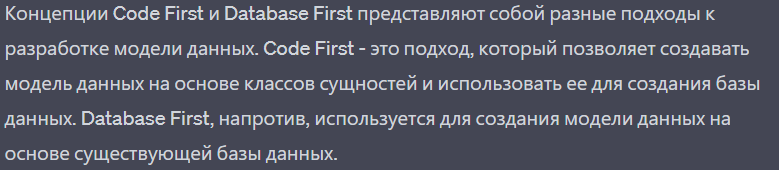 Концепции Code First и Database First представляют собой разные подходы к
разработке модели данных. Code First - это подход, который позволяет создавать
модель данных на основе классов сущностей и использовать ее для создания базы
данных. Database First, напротив, используется для создания модели данных на
основе существующей базы данных.